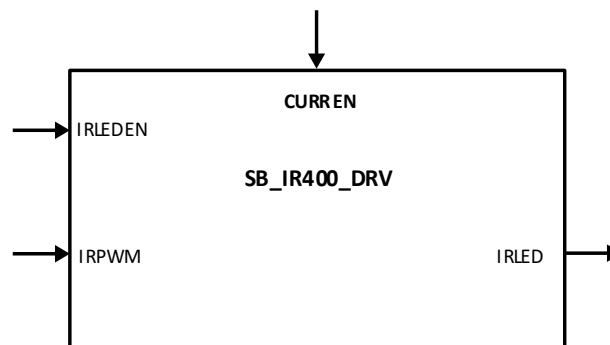 CURREN
IRLEDEN
SB_IR400_DRV
IRPWM
IRLED